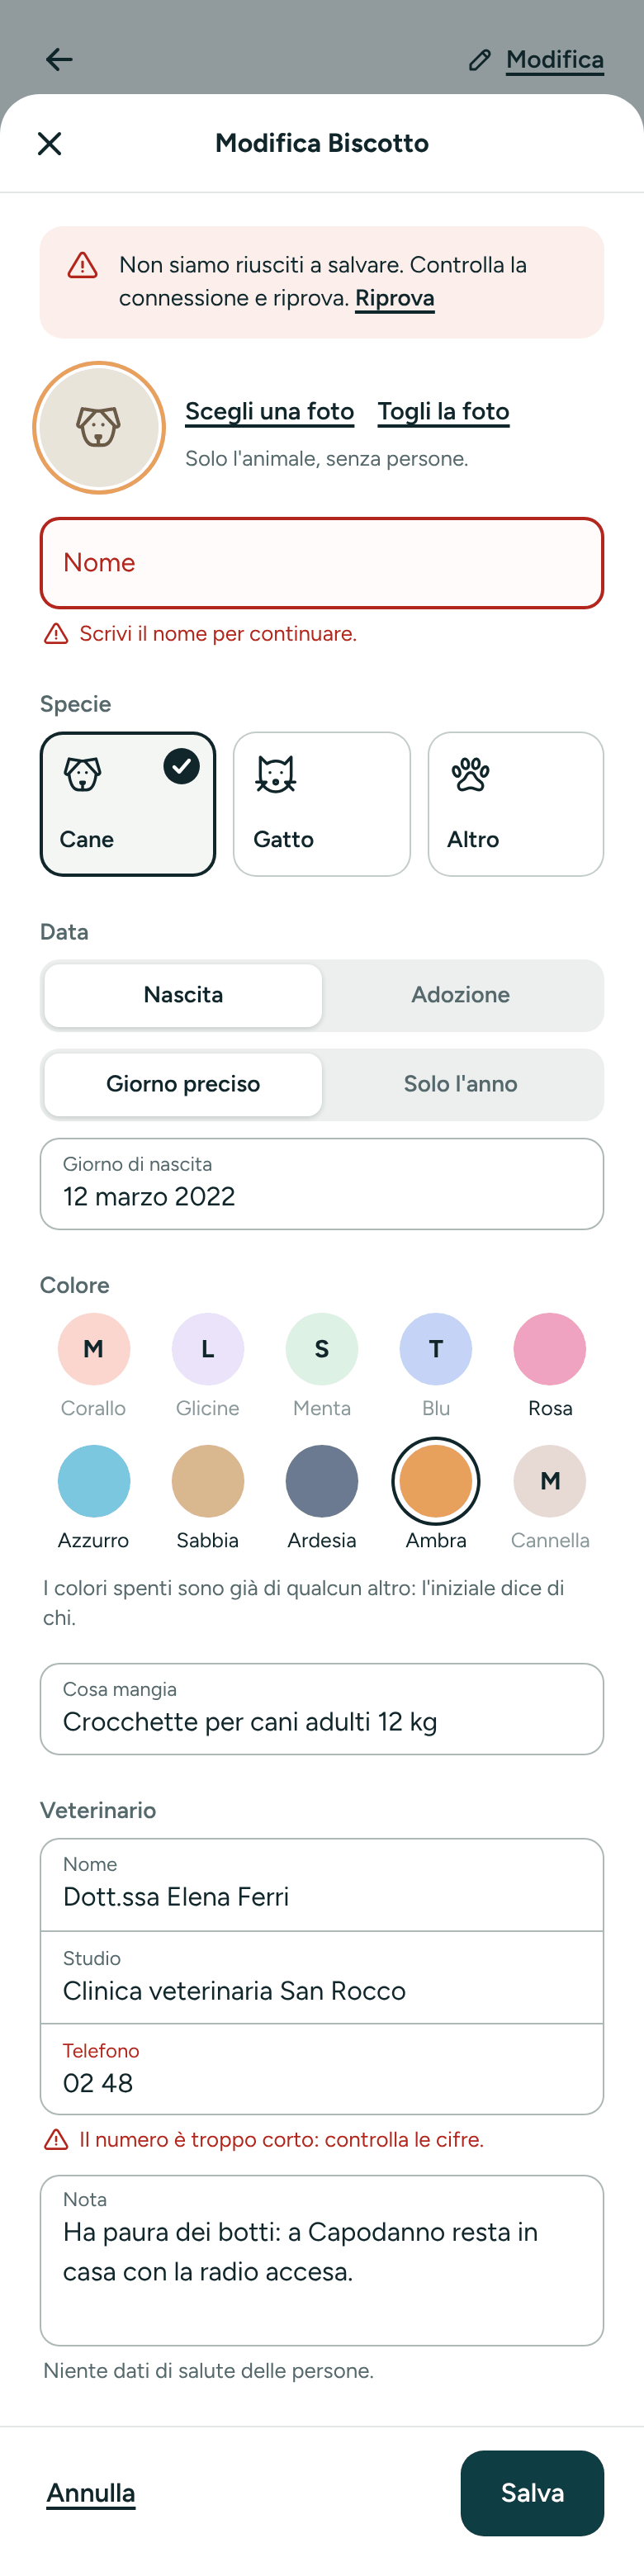 Modifica
Modifica Biscotto
Non siamo riusciti a salvare. Controlla la
connessione e riprova. Riprova
Scegli una foto Togli la foto
Solo l'animale, senza persone.
Nome
Scrivi il nome per continuare.
Specie
Cane Gatto Altro
Data
Nascita Adozione
Giorno preciso Solo l'anno
Giorno di nascita
12 marzo 2022
Colore
M L S T
Corallo Glicine Menta Blu Rosa
M
Azzurro Sabbia Ardesia Ambra Cannella
I colori spenti sono già di qualcun altro: l'iniziale dice di
chi.
Cosa mangia
Crocchette per cani adulti 12 kg
Veterinario
Nome
Dott.ssa Elena Ferri
Studio
Clinica veterinaria San Rocco
Telefono
02 48
Il numero è troppo corto: controlla le cifre.
Nota
Ha paura dei botti: a Capodanno resta in
casa con la radio accesa.
Niente dati di salute delle persone.
Annulla Salva